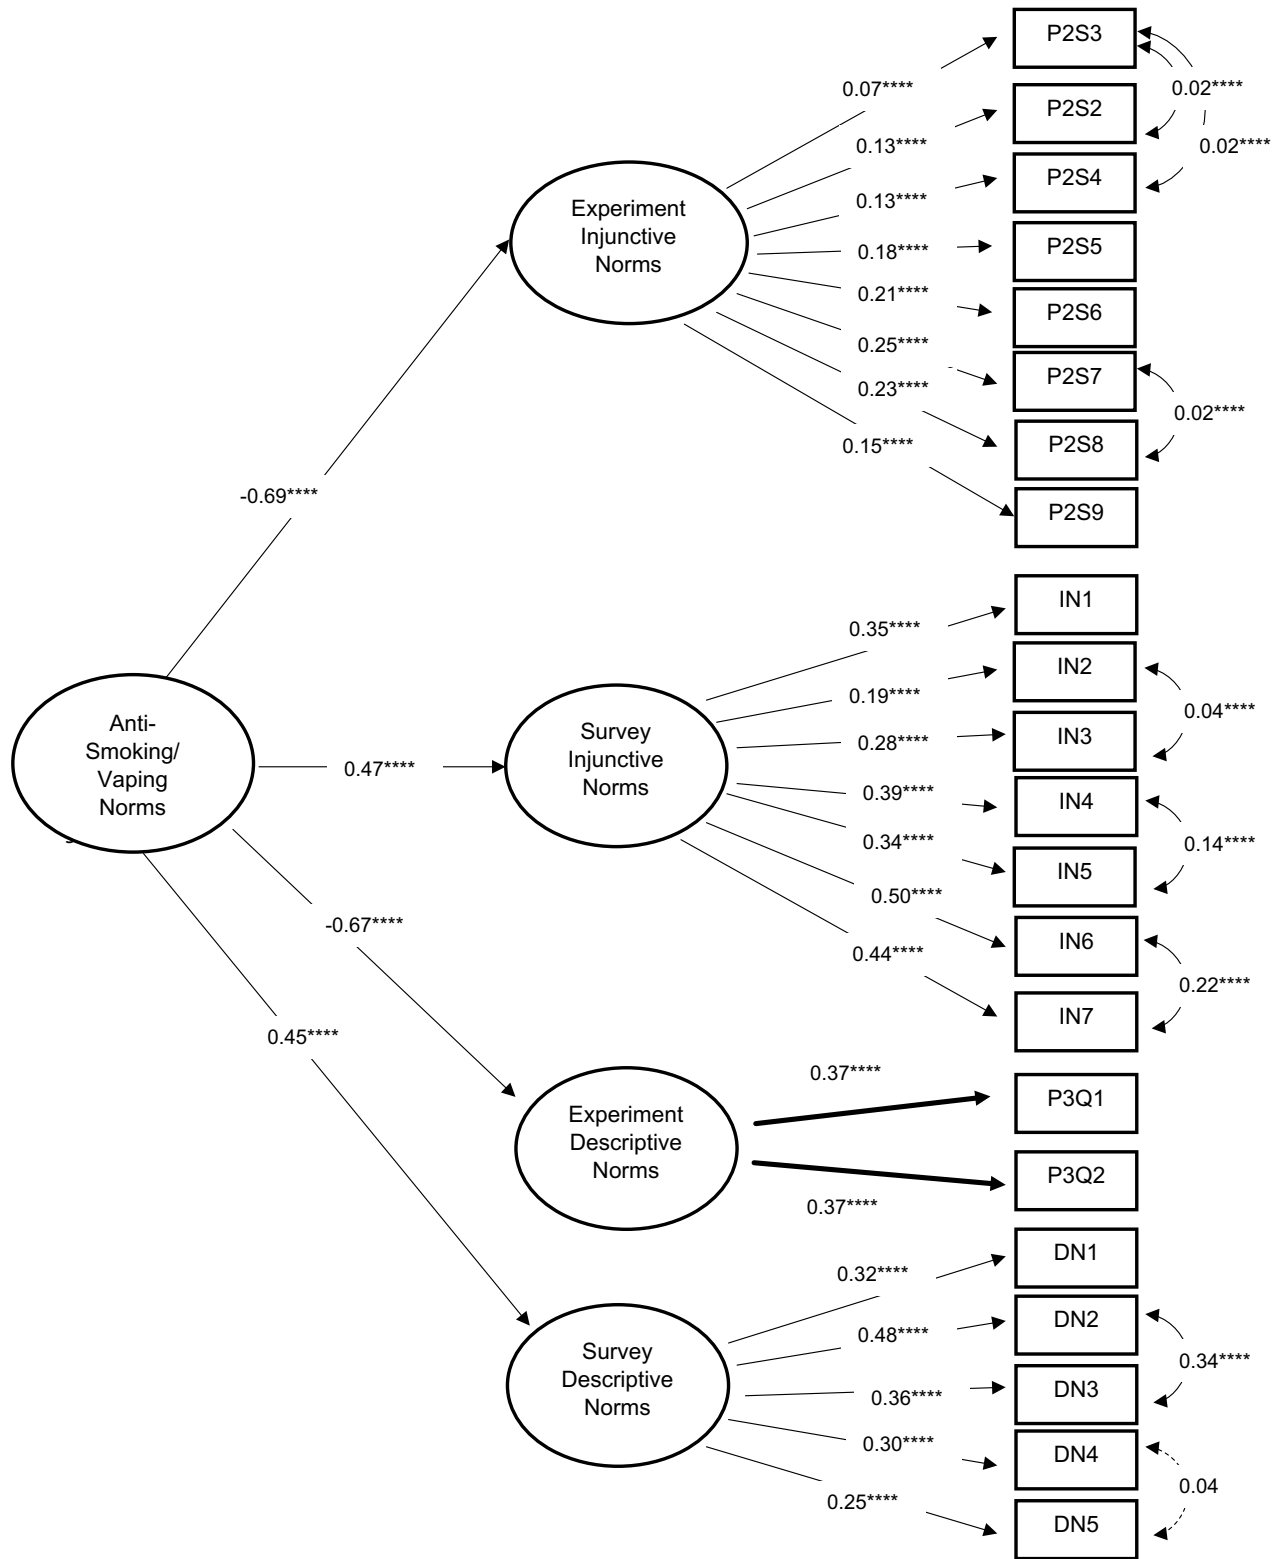 P2S3
0.07****
0.02****
P2S2
0.13****
0.02****
P2S4
0.13****
Experiment
Injunctive
Norms
P2S5
0.18****
0.21****
P2S6
0.25****
P2S7
0.23****
0.02****
P2S8
0.15****
-0.69****
P2S9
IN1
0.35****
IN2
0.19****
0.04****
Anti-
Smoking/
Vaping
Norms
Survey
Injunctive
Norms
IN3
0.28****
0.47****
0.39****
IN4
0.34****
0.14****
IN5
0.50****
-0.67****
IN6
0.44****
0.22****
IN7
0.45****
0.37****
P3Q1
Experiment
Descriptive
Norms
P3Q2
0.37****
DN1
0.32****
DN2
0.48****
0.34****
Survey
Descriptive
Norms
DN3
0.36****
0.30****
DN4
0.04
0.25****
DN5